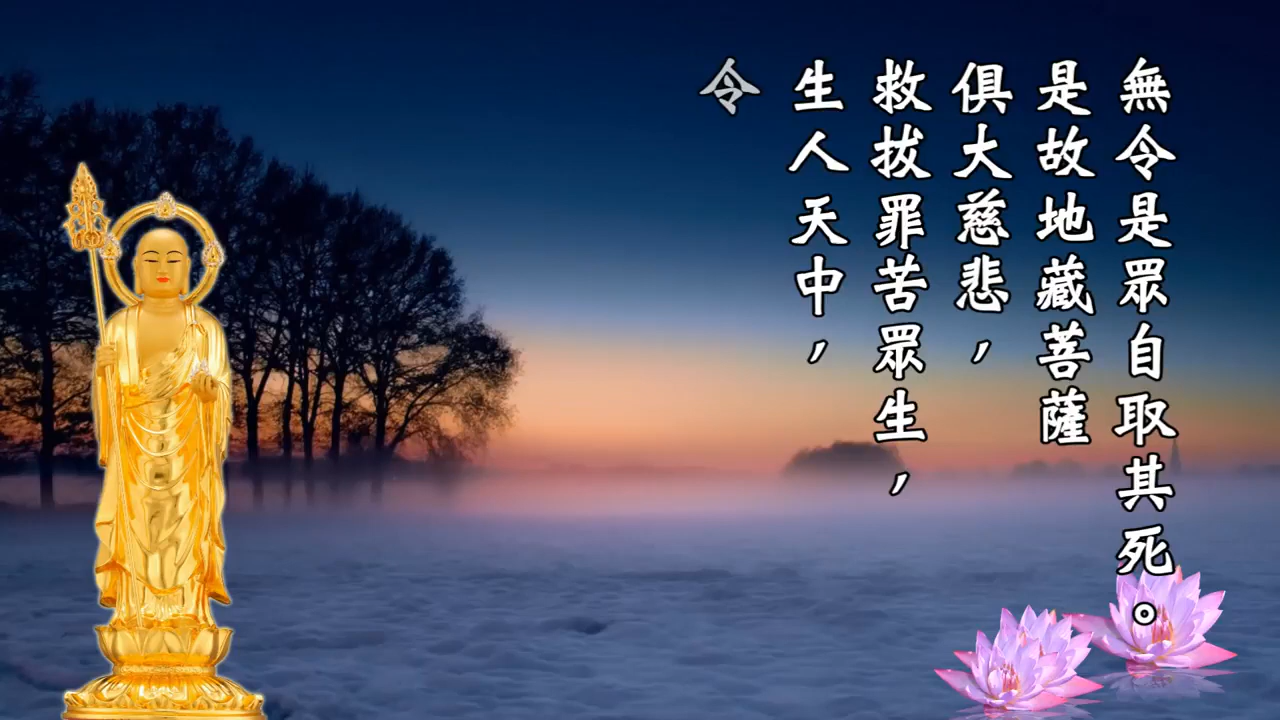 無令是眾自取其死。
是故地藏菩薩
俱大慈悲，
救拔罪苦眾生，
生人天中，
令